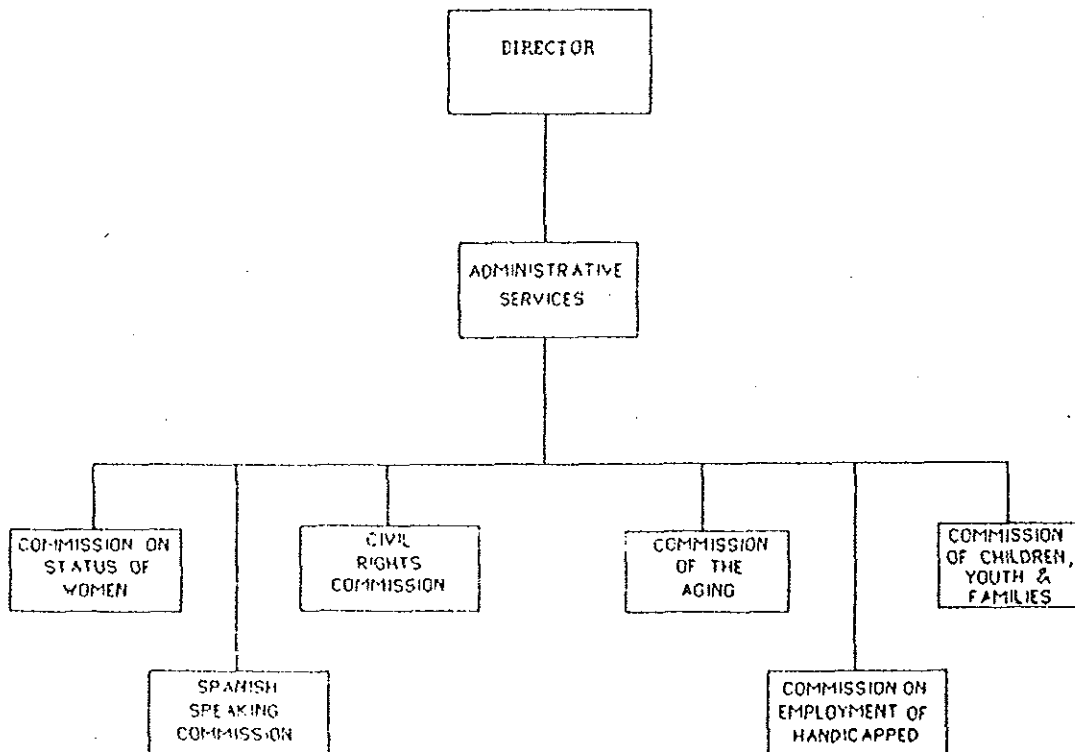 DIRECTOR
ADMINISTRATIVE
SERVICES
COMMISSION ON
STATUS OF
WOMEN
CIVIL
RIGHTS
COMMISSION
COMMISSION
OF THE
AGING
COMMISSION
OF CHILDREN,
YOUTH &
FAMILIES
SPANISH
SPEAKING
COMMISSION
COMMISSION ON
EMPLOYMENT OF
HANDICAPPED